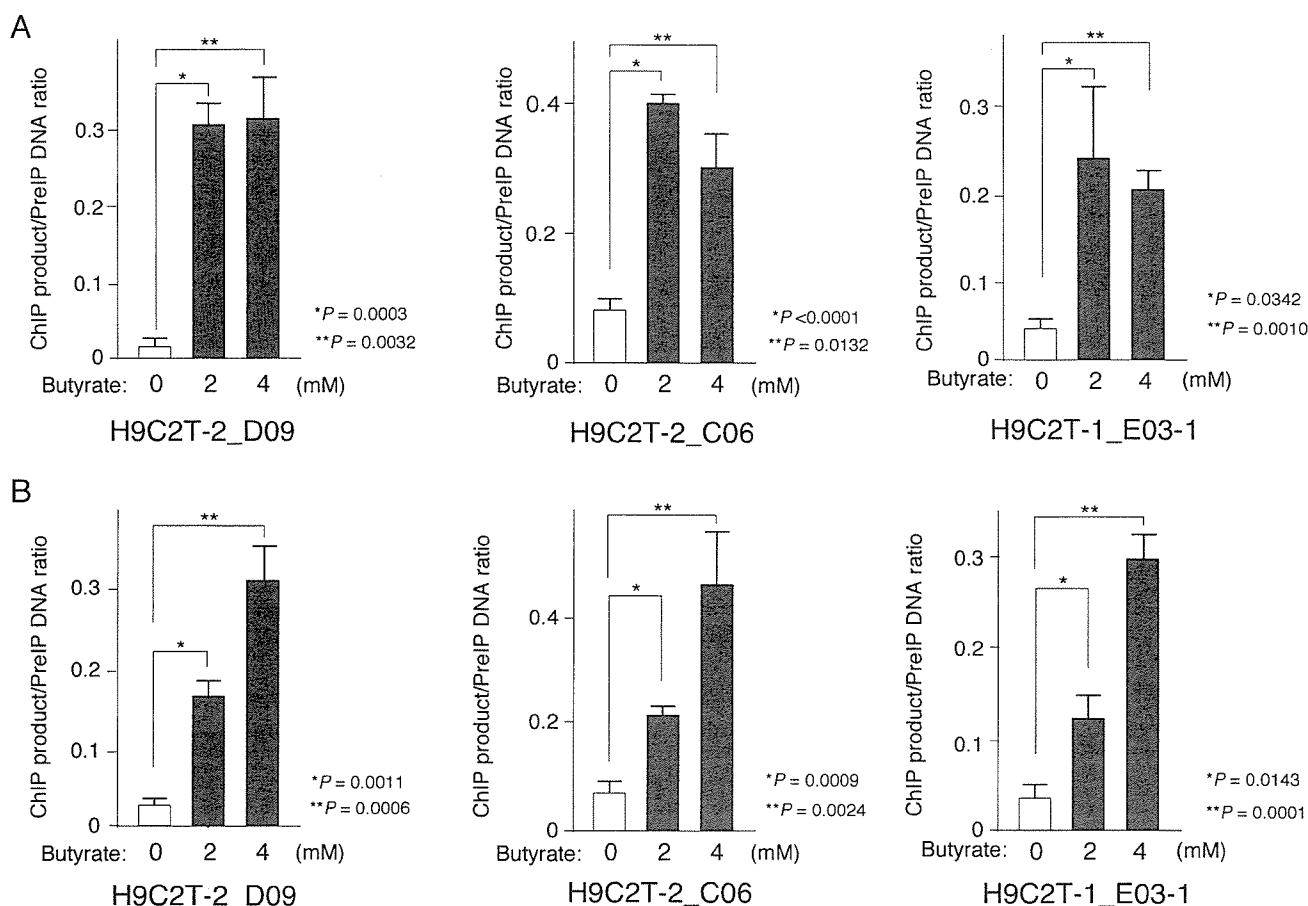 A
ChIP product/PreIP DNA ratio
**
*
0.3
0.2
0.1
0
*P = 0.0003
**P = 0.0032
Butyrate: 0 2 4 (mM)
H9C2T-2_D09
ChIP product/PreIP DNA ratio
**
*
0.4
0.2
0
*P <0.0001
**P = 0.0132
Butyrate: 0 2 4 (mM)
H9C2T-2_C06
ChIP product/PreIP DNA ratio
**
*
0.3
0.2
0.1
0
*P = 0.0342
**P = 0.0010
Butyrate: 0 2 4 (mM)
H9C2T-1_E03-1
B
ChIP product/PreIP DNA ratio
**
*
0.3
0.2
0.1
0
*P = 0.0011
**P = 0.0006
Butyrate: 0 2 4 (mM)
H9C2T-2_D09
ChIP product/PreIP DNA ratio
**
*
0.4
0.2
0
*P = 0.0009
**P = 0.0024
Butyrate: 0 2 4 (mM)
H9C2T-2_C06
ChIP product/PreIP DNA ratio
**
*
0.3
0.2
0.1
0
*P = 0.0143
**P = 0.0001
Butyrate: 0 2 4 (mM)
H9C2T-1_E03-1